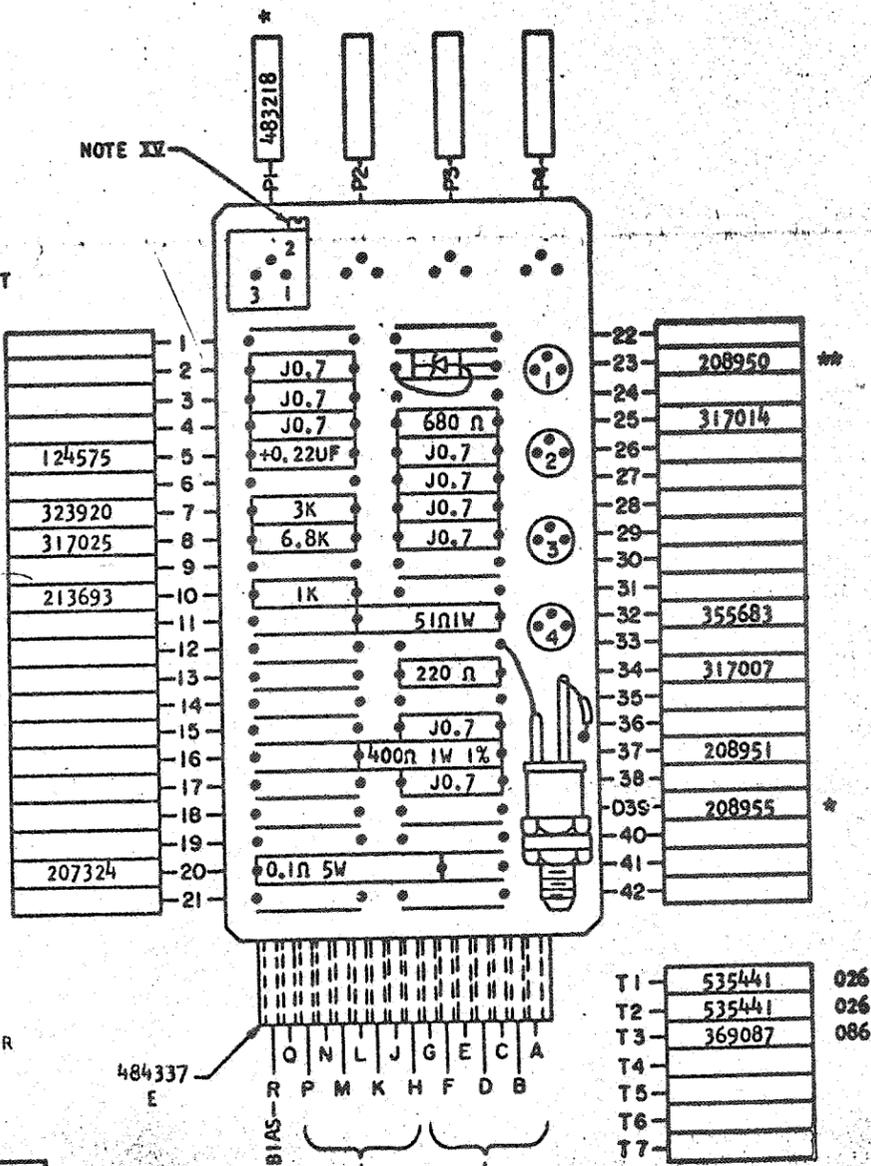 *
483218
P1 P2 P3 P4
NOTE XV
2
3 1
T
1
2 J0.7
3 J0.7
4 J0.7
124575 5 +0.22UF
6
323920 7 3K
317025 8 6.8K
9
213693 10 1K
11 51Ω1W
12
13 220 Ω
14
15 J0.7
16 400Ω 1W 1%
17 J0.7
18
19
207324 20 0.1Ω 5W
21
680 Ω
J0.7
J0.7
J0.7
J0.7
1
2
3
4
22
23 208950 **
24
25 317014
26
27
28
29
30
31
32 355683
33
34 317007
35
36
37 208951
38
D39 208955 *
40
41
42
T1 535441 026
T2 535441 026
T3 369087 086
T4
T5
T6
T7
R
484337
E
Q N L J G E C A
R P M K H F D B
BIAS